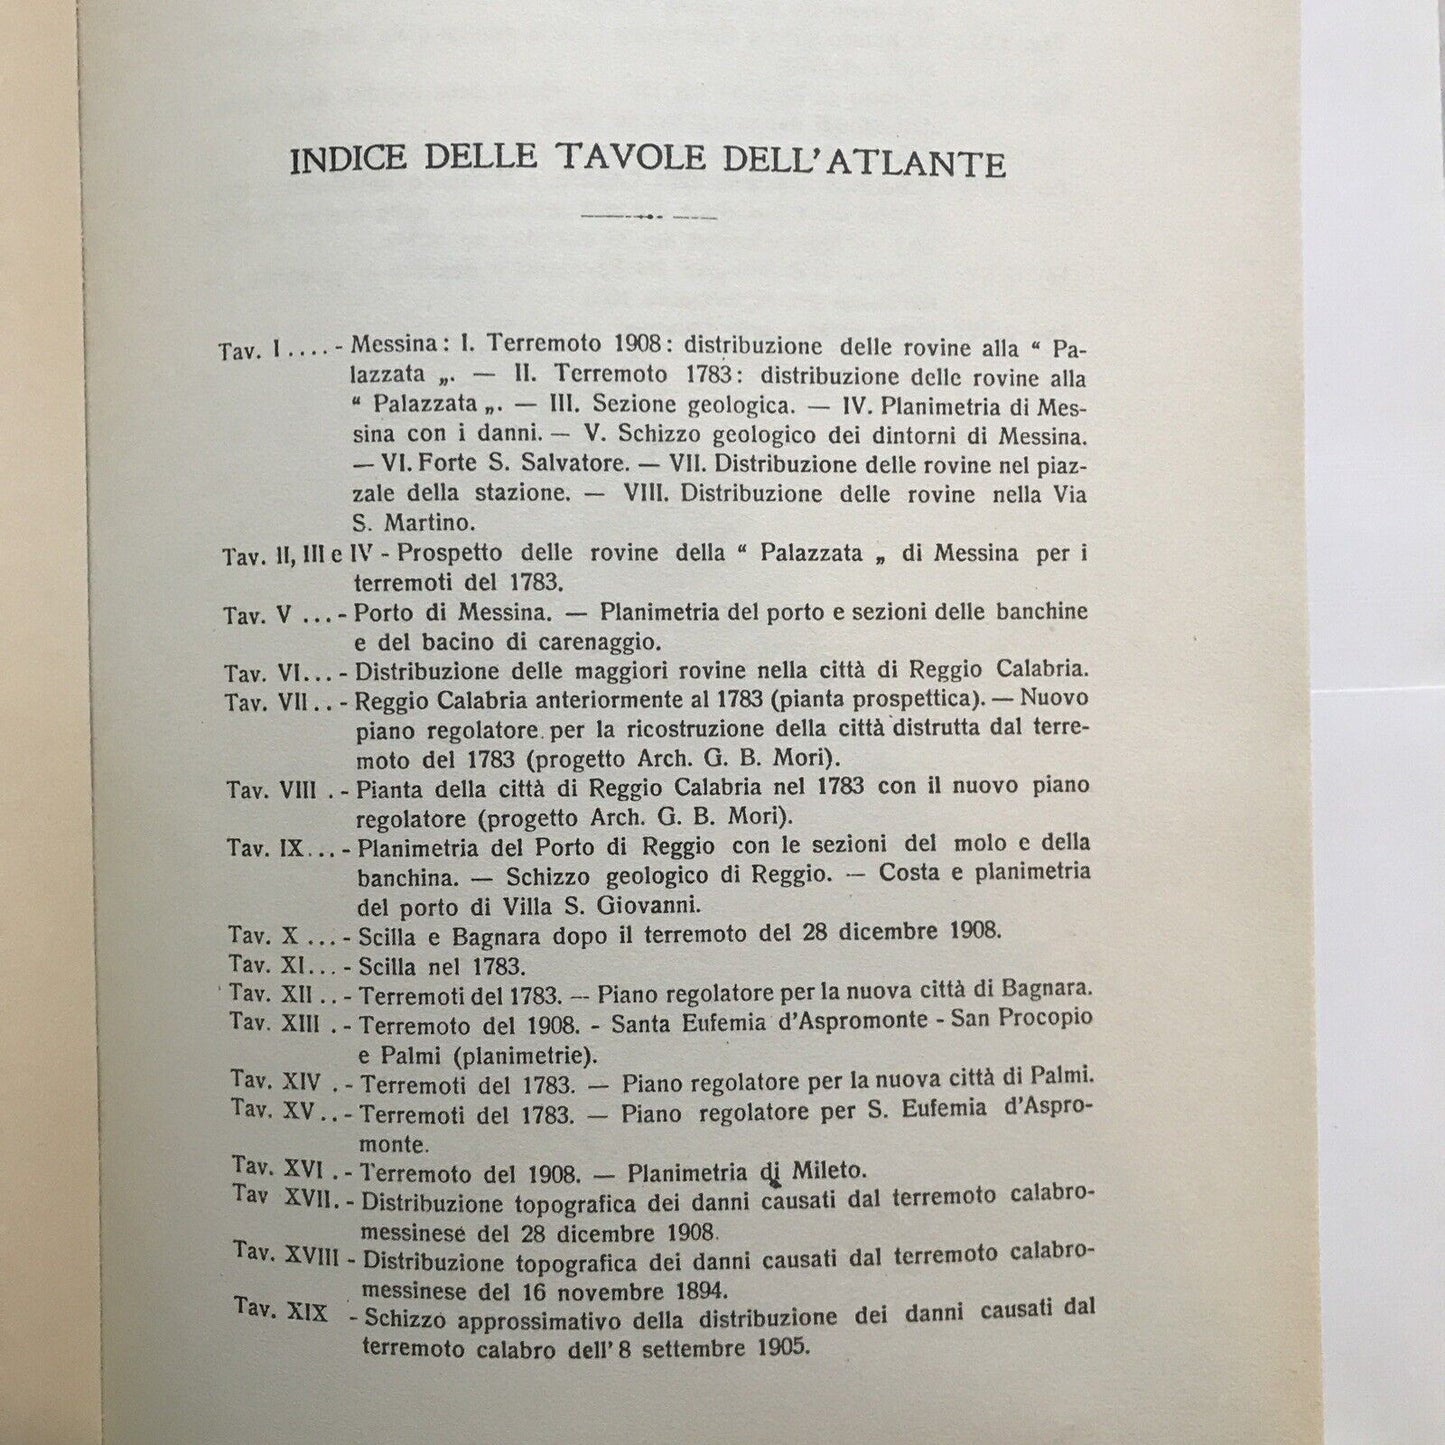 INDICE DELLE TAVOLE DELL'ATLANTE
Tav. I .... - Messina: I. Terremoto 1908: distribuzione delle rovine alla “ Pa-
lazzata „. — II. Terremoto 1783: distribuzione delle rovine alla
“ Palazzata „. — III. Sezione geologica. — IV. Planimetria di Mes-
sina con i danni. — V. Schizzo geologico dei dintorni di Messina.
— VI. Forte S. Salvatore. — VII. Distribuzione delle rovine nel piaz-
zale della stazione. — VIII. Distribuzione delle rovine nella Via
S. Martino.
Tav. II, III e IV - Prospetto delle rovine della “ Palazzata „ di Messina per i
terremoti del 1783.
Tav. V ... - Porto di Messina. — Planimetria del porto e sezioni delle banchine
e del bacino di carenaggio.
Tav. VI... - Distribuzione delle maggiori rovine nella città di Reggio Calabria.
Tav. VII .. - Reggio Calabria anteriormente al 1783 (pianta prospettica). — Nuovo
piano regolatore per la ricostruzione della città distrutta dal terre-
moto del 1783 (progetto Arch. G. B. Mori).
Tav. VIII . - Pianta della città di Reggio Calabria nel 1783 con il nuovo piano
regolatore (progetto Arch. G. B. Mori).
Tav. IX... - Planimetria del Porto di Reggio con le sezioni del molo e della
banchina. — Schizzo geologico di Reggio. — Costa e planimetria
del porto di Villa S. Giovanni.
Tav. X ... - Scilla e Bagnara dopo il terremoto del 28 dicembre 1908.
Tav. XI... - Scilla nel 1783.
Tav. XII .. - Terremoti del 1783. — Piano regolatore per la nuova città di Bagnara.
Tav. XIII . - Terremoto del 1908. - Santa Eufemia d'Aspromonte - San Procopio
e Palmi (planimetrie).
Tav. XIV . - Terremoti del 1783. — Piano regolatore per la nuova città di Palmi.
Tav. XV.. - Terremoti del 1783. — Piano regolatore per S. Eufemia d'Aspro-
monte.
Tav. XVI . - Terremoto del 1908. — Planimetria di Mileto.
Tav XVII. - Distribuzione topografica dei danni causati dal terremoto calabro-
messinese del 28 dicembre 1908.
Tav. XVIII - Distribuzione topografica dei danni causati dal terremoto calabro-
messinese del 16 novembre 1894.
Tav. XIX - Schizzo approssimativo della distribuzione dei danni causati dal
terremoto calabro dell' 8 settembre 1905.